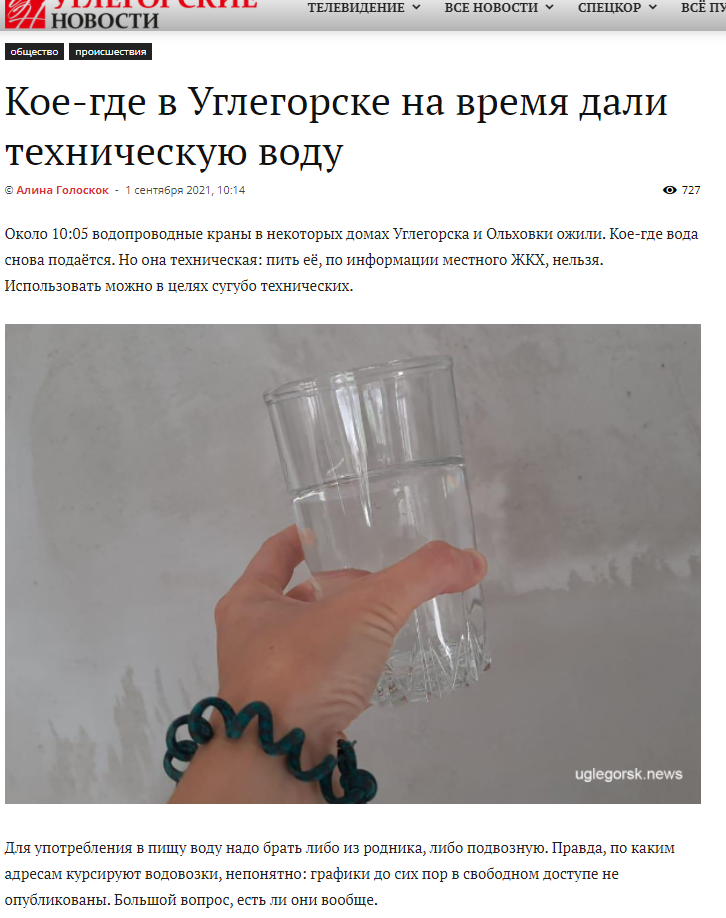 УГЛЕГОРСКИЕ
НОВОСТИ
ТЕЛЕВИДЕНИЕ ВСЕ НОВОСТИ СПЕЦКОР ВСЁ
общество происшествия
Кое-где в Углегорске на время дали
техническую воду
© Алина Голоскок - 1 сентября 2021, 10:14 727
Около 10:05 водопроводные краны в некоторых домах Углегорска и Ольховки ожили. Кое-где вода
снова подаётся. Но она техническая: пить её, по информации местного ЖКХ, нельзя.
Использовать можно в целях сугубо технических.
uglegorsk.news
Для употребления в пищу воду надо брать либо из родника, либо подвозную. Правда, по каким
адресам курсируют водовозки, непонятно: графики до сих пор в свободном доступе не
опубликованы. Большой вопрос, есть ли они вообще.